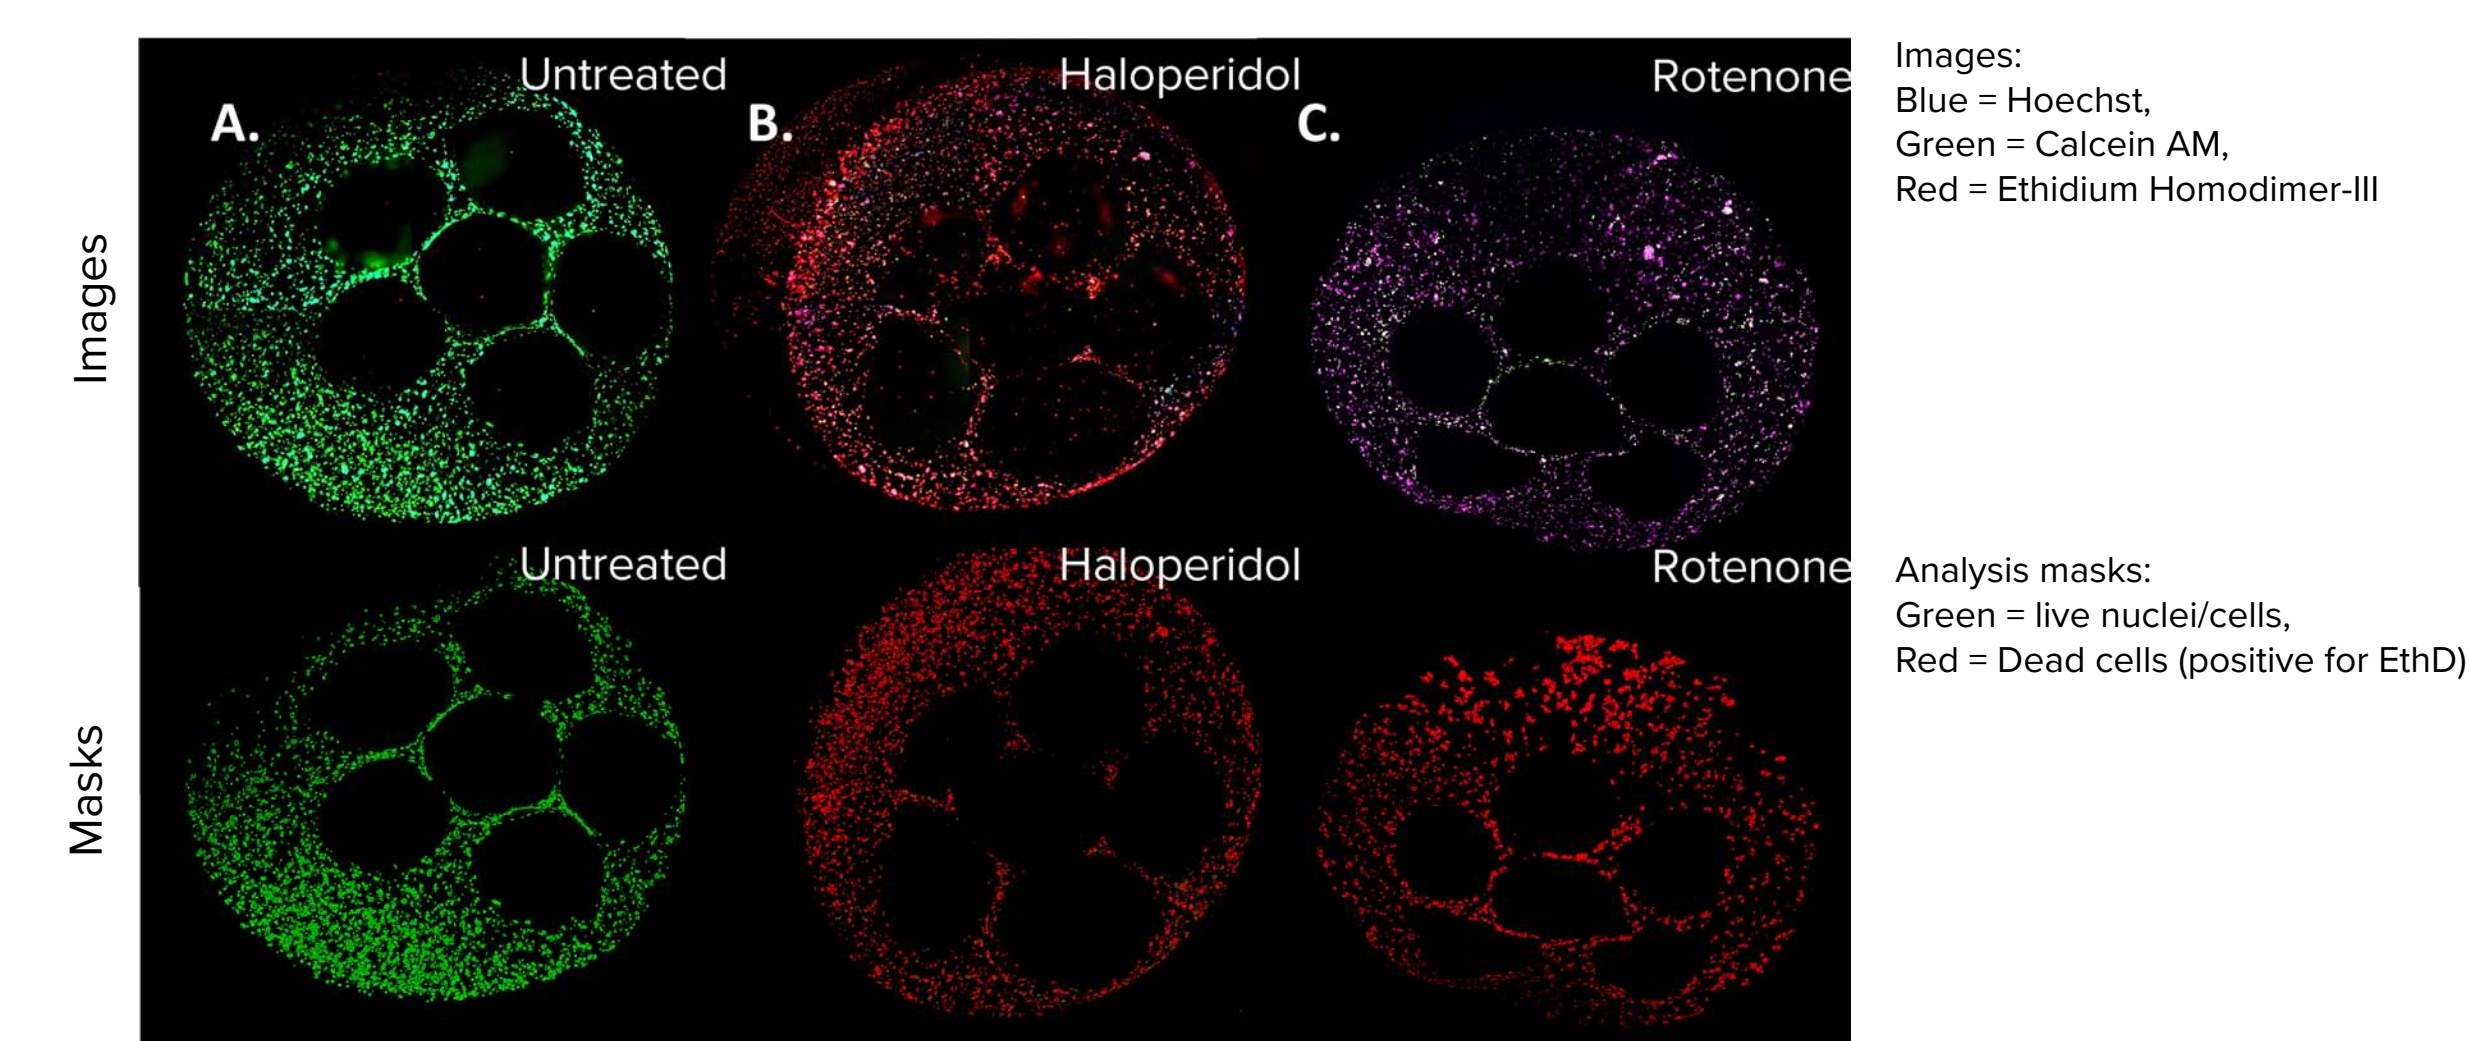 Images
Untreated
Haloperidol
Rotenone
A.
B.
C.
Images:
Blue = Hoechst,
Green = Calcein AM,
Red = Ethidium Homodimer-III
Masks
Untreated
Haloperidol
Rotenone
Analysis masks:
Green = live nuclei/cells,
Red = Dead cells (positive for EthD)